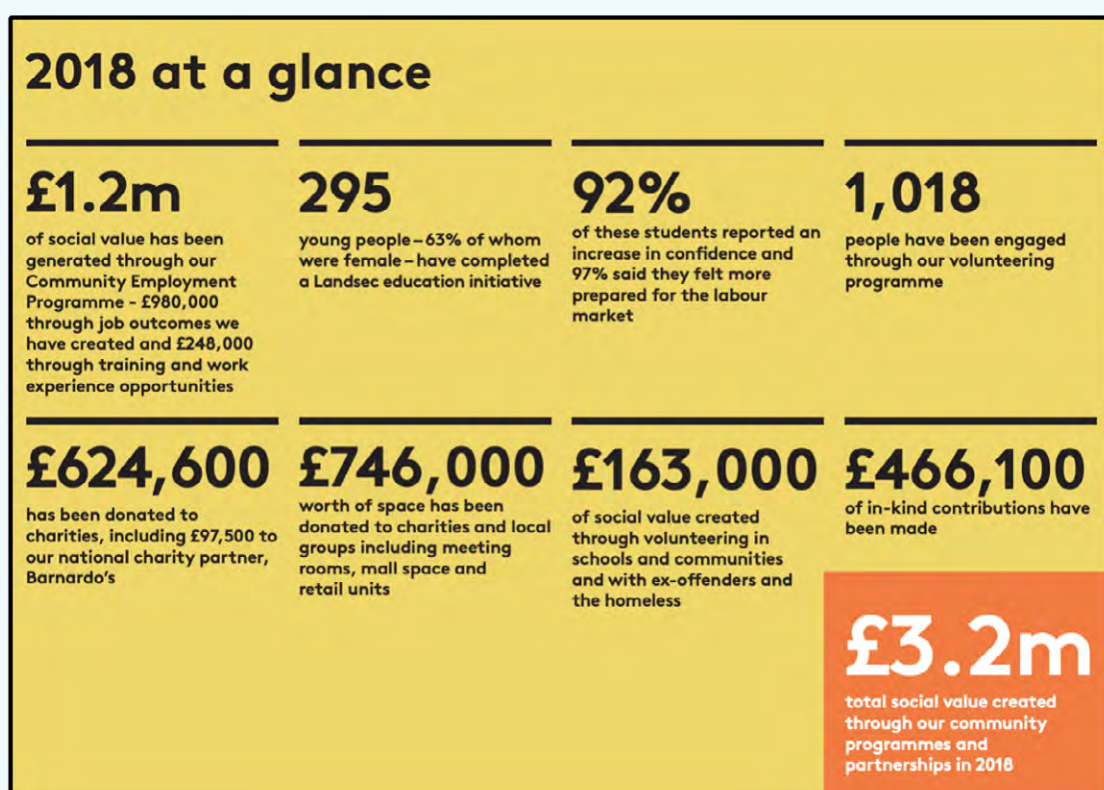 2018 at a glance
£1.2m
of social value has been
generated through our
Community Employment
Programme - £980,000
through job outcomes we
have created and £248,000
through training and work
experience opportunities
295
young people – 63% of whom
were female – have completed
a Landsec education initiative
92%
of these students reported an
increase in confidence and
97% said they felt more
prepared for the labour
market
1,018
people have been engaged
through our volunteering
programme
£624,600
has been donated to
charities, including £97,500 to
our national charity partner,
Barnardo’s
£746,000
worth of space has been
donated to charities and local
groups including meeting
rooms, mall space and
retail units
£163,000
of social value created
through volunteering in
schools and communities
and with ex-offenders and
the homeless
£466,100
of in-kind contributions have
been made
£3.2m
total social value created
through our community
programmes and
partnerships in 2018